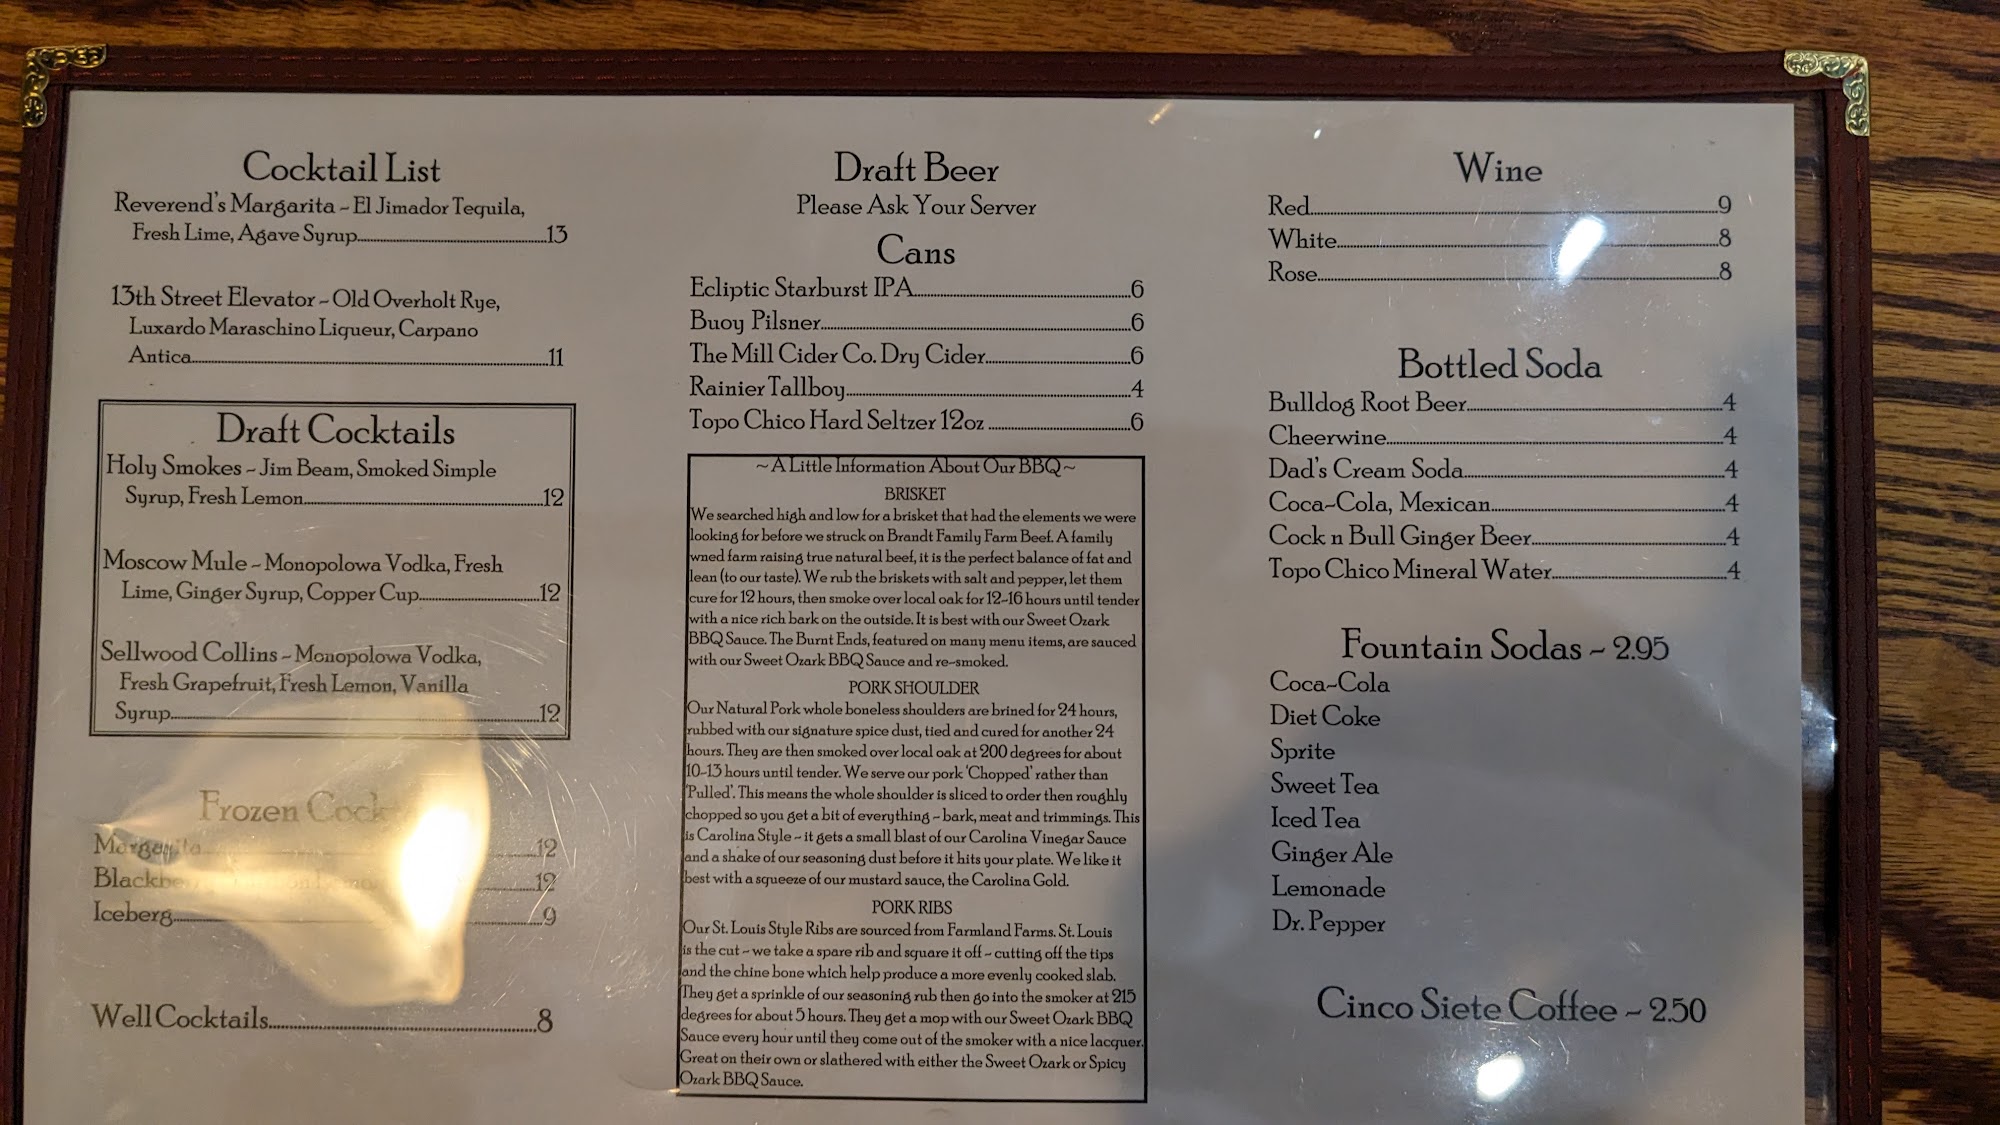 Cocktail List
Reverend's Margarita ~ El Jimador Tequila,
Fresh Lime, Agave Syrup 13
13th Street Elevator ~ Old Overholt Rye,
Luxardo Maraschino Liqueur, Carpano
Antica 11
Draft Cocktails
Holy Smokes ~ Jim Beam, Smoked Simple
Syrup, Fresh Lemon 12
Moscow Mule ~ Monopolowa Vodka, Fresh
Lime, Ginger Syrup, Copper Cup 12
Sellwood Collins ~ Monopolowa Vodka,
Fresh Grapefruit, Fresh Lemon, Vanilla
Syrup 12
Frozen
Margarita 12
12
Iceberg 9
Well Cocktails 8
Draft Beer
Please Ask Your Server
Cans
Ecliptic Starburst IPA 6
Buoy Pilsner 6
The Mill Cider Co. Dry Cider 6
Rainier Tallboy 4
Topo Chico Hard Seltzer 12oz 6
~ A Little Information About Our BBQ ~
BRISKET
We searched high and low for a brisket that had the elements we were
looking for before we struck on Brandt Family Farm Beef. A family
wned farm raising true natural beef, it is the perfect balance of fat and
lean (to our taste). We rub the briskets with salt and pepper, let them
cure for 12 hours, then smoke over local oak for 12-16 hours until tender
with a nice rich bark on the outside. It is best with our Sweet Ozark
BBQ Sauce. The Burnt Ends, featured on many menu items, are sauced
with our Sweet Ozark BBQ Sauce and re-smoked.
PORK SHOULDER
Our Natural Pork whole boneless shoulders are brined for 24 hours,
rubbed with our signature spice dust, tied and cured for another 24
hours. They are then smoked over local oak at 200 degrees for about
10-13 hours until tender. We serve our pork 'Chopped' rather than
'Pulled'. This means the whole shoulder is sliced to order then roughly
chopped so you get a bit of everything ~ bark, meat and trimmings. This
is Carolina Style ~ it gets a small blast of our Carolina Vinegar Sauce
and a shake of our seasoning dust before it hits your plate. We like it
best with a squeeze of our mustard sauce, the Carolina Gold.
PORK RIBS
Our St. Louis Style Ribs are sourced from Farmland Farms. St. Louis
is the cut ~ we take a spare rib and square it off ~ cutting off the tips
and the chine bone which help produce a more evenly cooked slab.
They get a sprinkle of our seasoning rub then go into the smoker at 215
degrees for about 5 hours. They get a mop with our Sweet Ozark BBQ
Sauce every hour until they come out of the smoker with a nice lacquer.
Great on their own or slathered with either the Sweet Ozark or Spicy
Ozark BBQ Sauce.
Wine
Red 9
White 8
Rose 8
Bottled Soda
Bulldog Root Beer 4
Cheerwine 4
Dad's Cream Soda 4
Coca~Cola, Mexican 4
Cock n Bull Ginger Beer 4
Topo Chico Mineral Water 4
Fountain Sodas ~ 2.95
Coca~Cola
Diet Coke
Sprite
Sweet Tea
Iced Tea
Ginger Ale
Lemonade
Dr. Pepper
Cinco Siete Coffee ~ 2.50